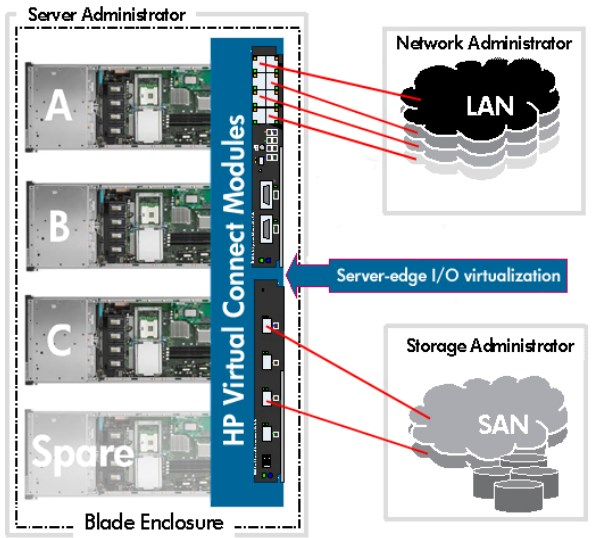 Server Administrator
A
B
C
Spare
HP Virtual Connect Modules
Blade Enclosure
Network Administrator
LAN
Server-edge I/O virtualization
Storage Administrator
SAN